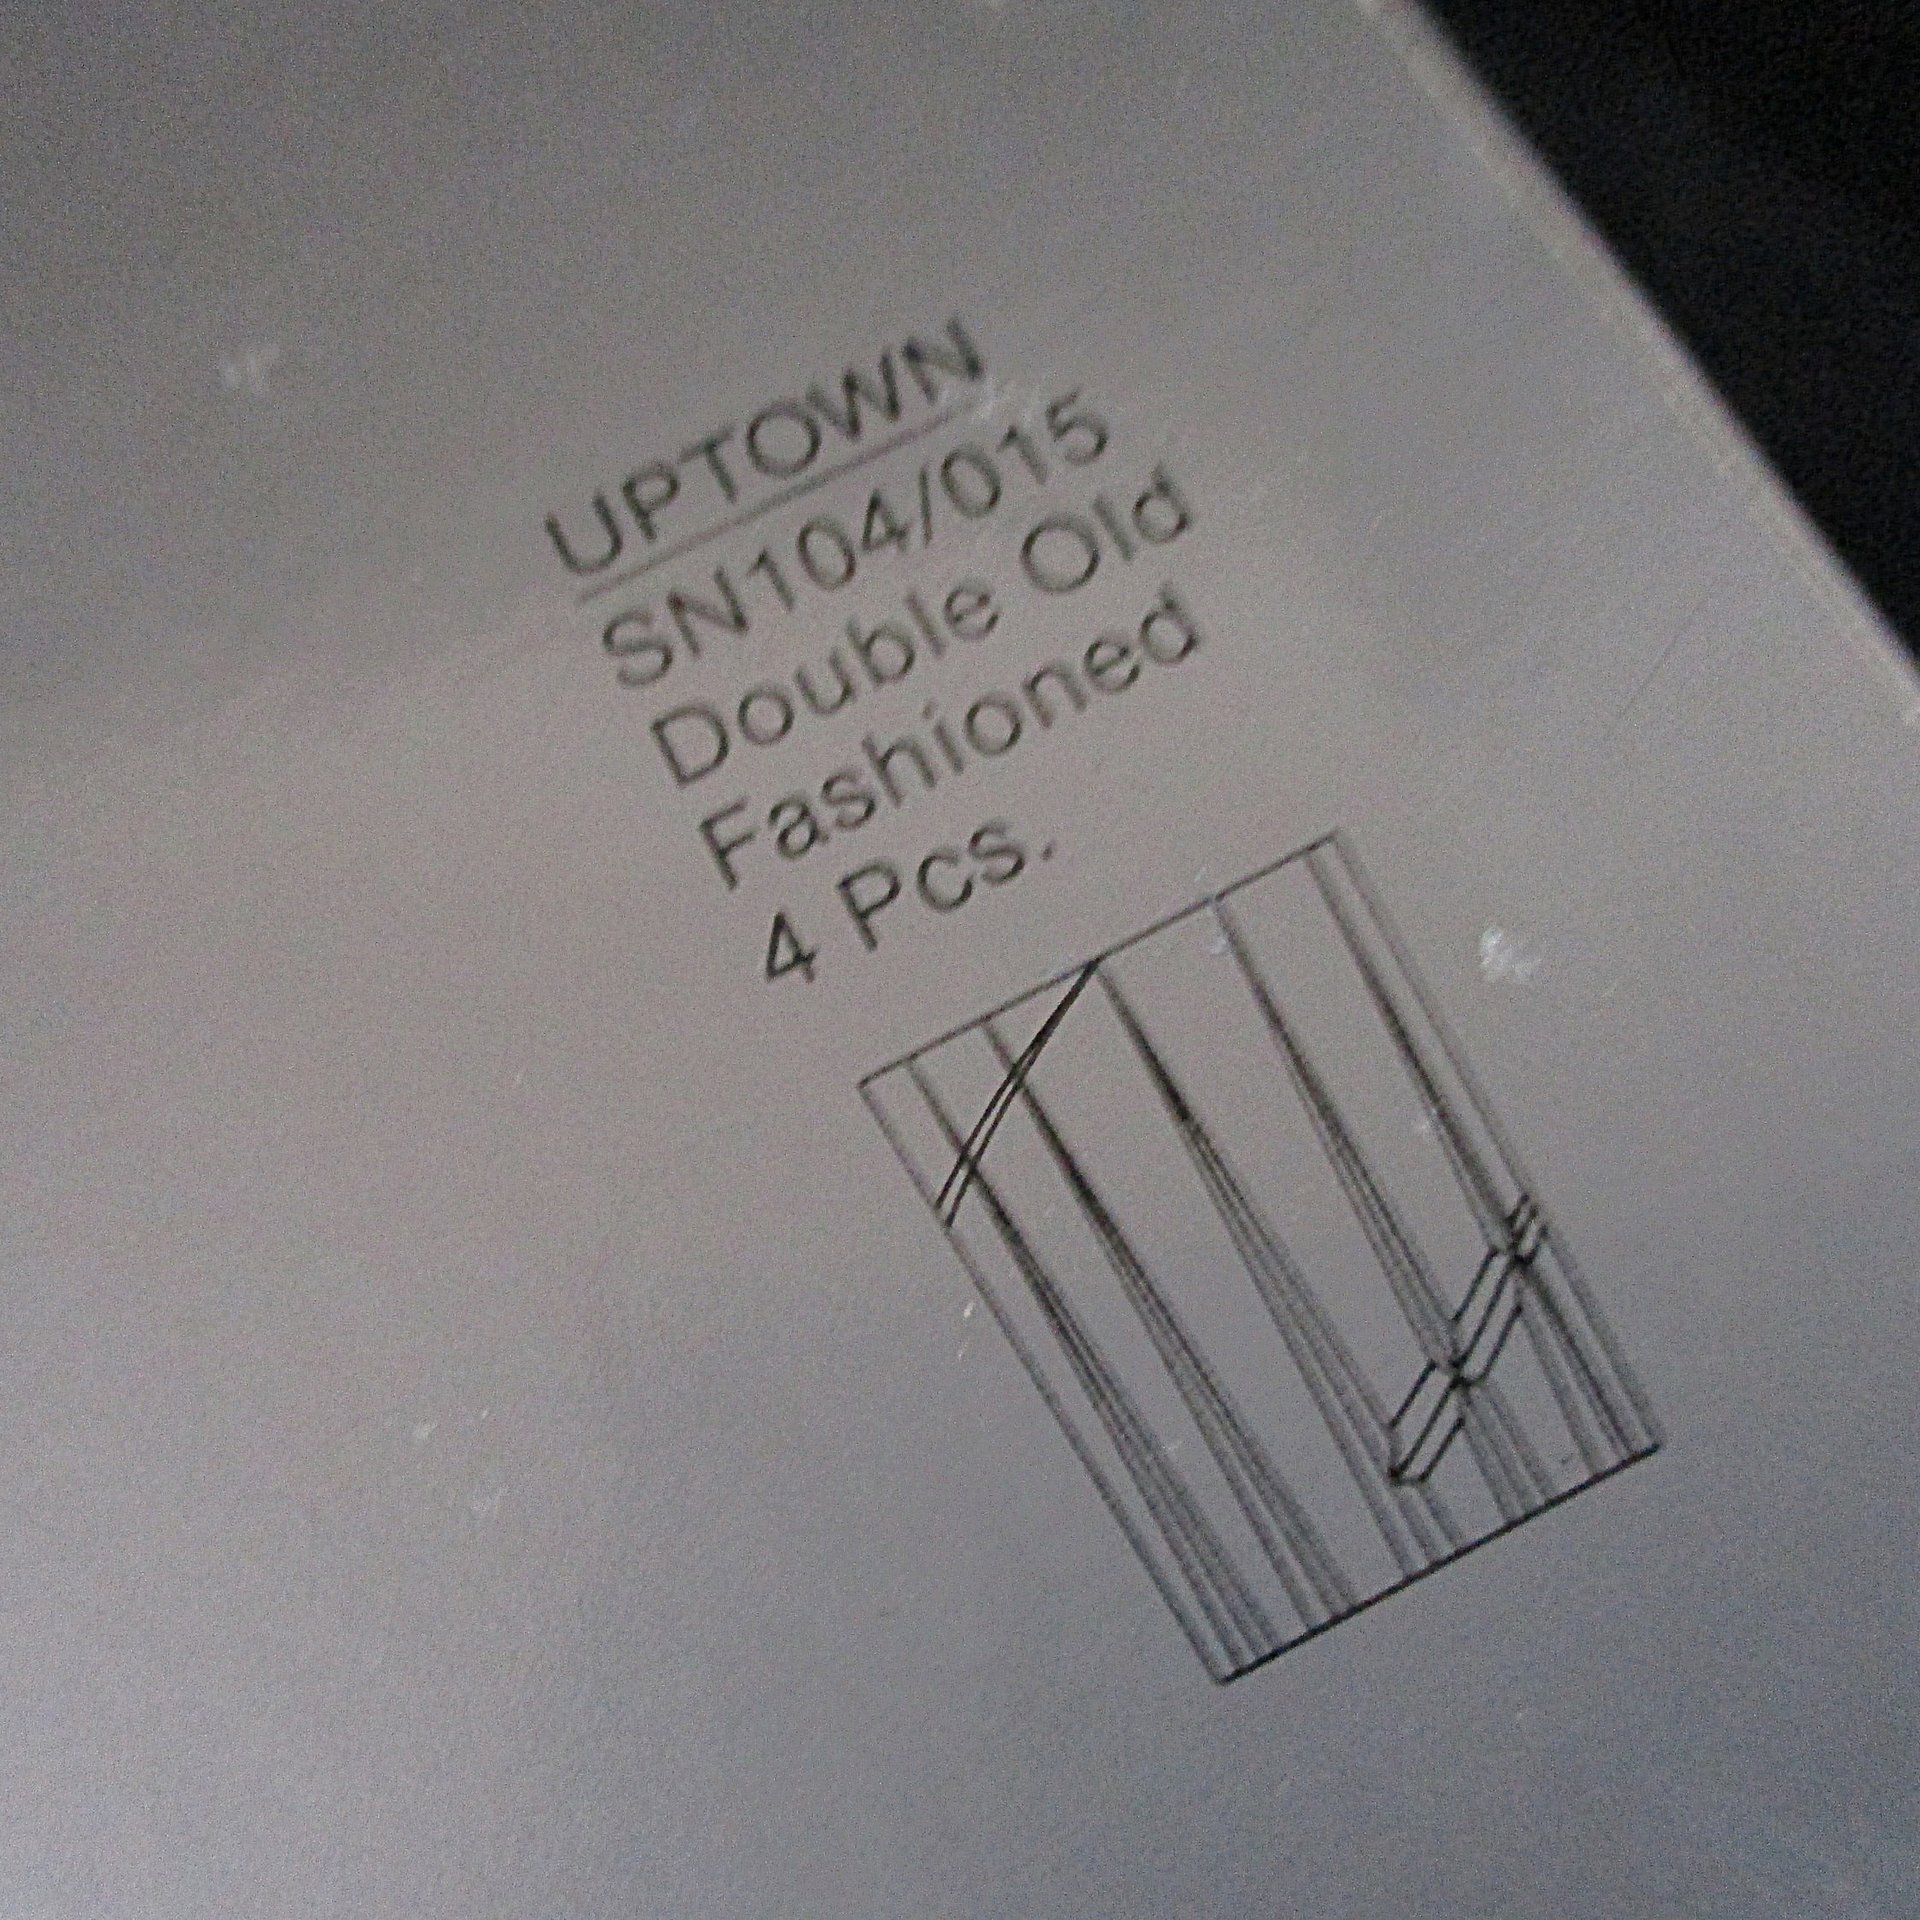 UPTOWN
SN104/015
Double Old
Fashioned
4 Pcs.